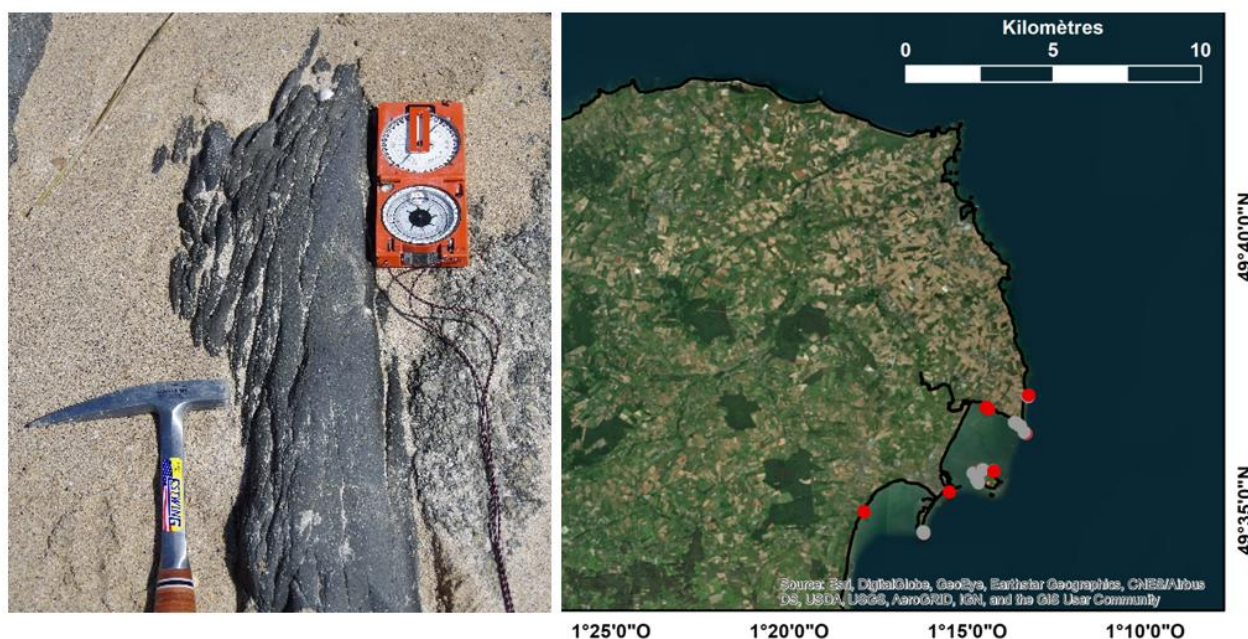 ESTWING
Kilomètres
0 5 10
49°40'0"N
49°35'0"N
Source: Esri, DigitalGlobe, GeoEye, Earthstar Geographics, CNES/Airbus
DS, USDA, USGS, AeroGRID, IGN, and the GIS User Community
1°25'0"O 1°20'0"O 1°15'0"O 1°10'0"O